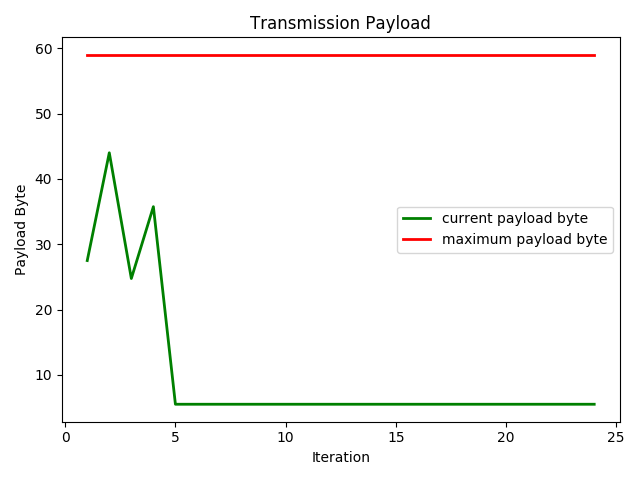 Transmission Payload
Payload Byte
60
50
40
30
20
10
current payload byte
maximum payload byte
0
5
10
15
20
25
Iteration